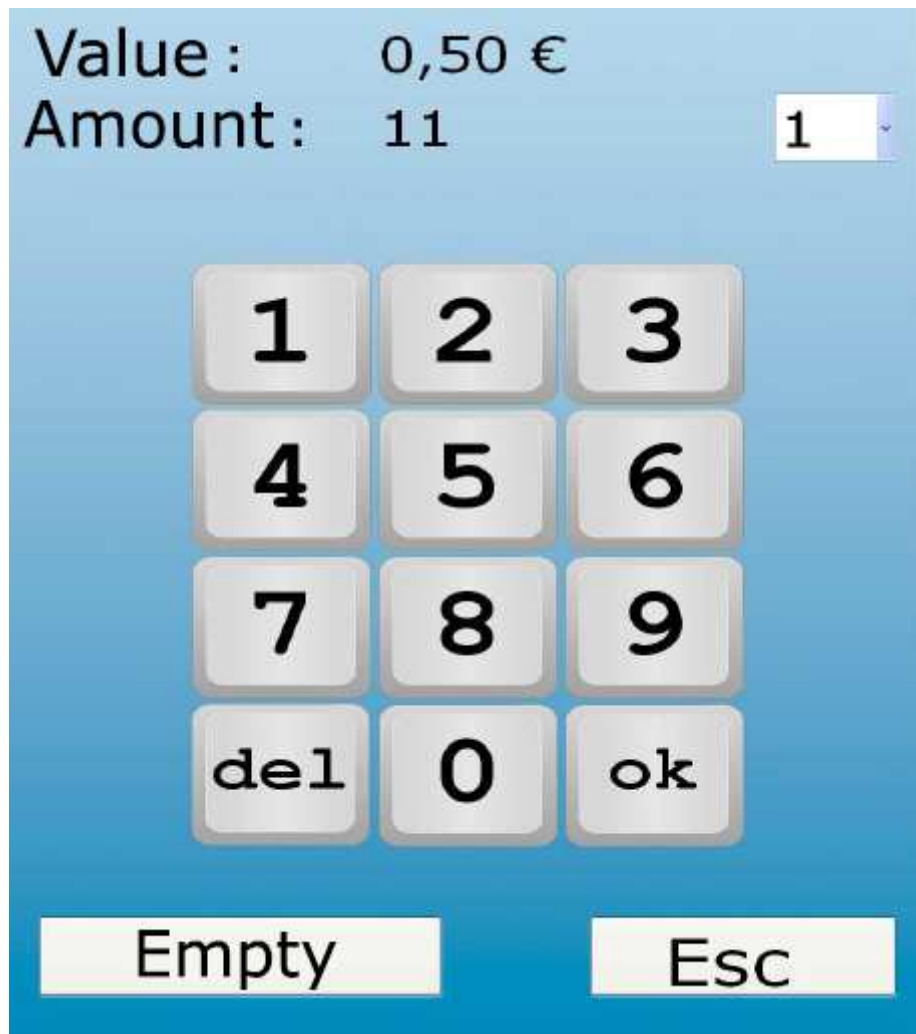 Value : 0,50 €
Amount : 11 1
1 2 3
4 5 6
7 8 9
del 0 ok
Empty Esc